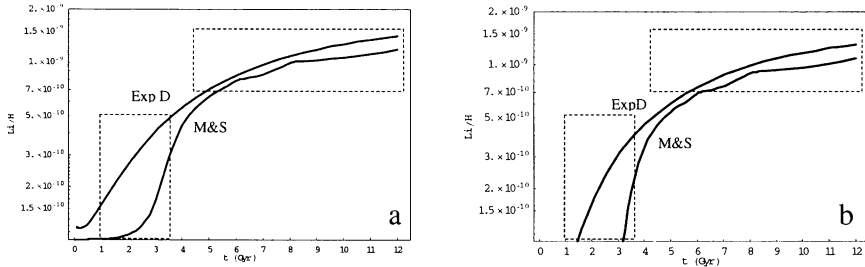 2. × 10⁻⁹
1.5 × 10⁻⁹
1. × 10⁻⁹
7. × 10⁻¹⁰
5. × 10⁻¹⁰
3. × 10⁻¹⁰
2. × 10⁻¹⁰
1.5 × 10⁻¹⁰
Li/H
Exp D
M&S
a
0 1 2 3 4 5 6 7 8 9 10 11 12
t (Gyr)
2. × 10⁻⁹
1.5 × 10⁻⁹
1. × 10⁻⁹
7. × 10⁻¹⁰
5. × 10⁻¹⁰
3. × 10⁻¹⁰
2. × 10⁻¹⁰
1.5 × 10⁻¹⁰
Li/H
ExpD
M&S
b
0 1 2 3 4 5 6 7 8 9 10 11 12
t (Gyr)